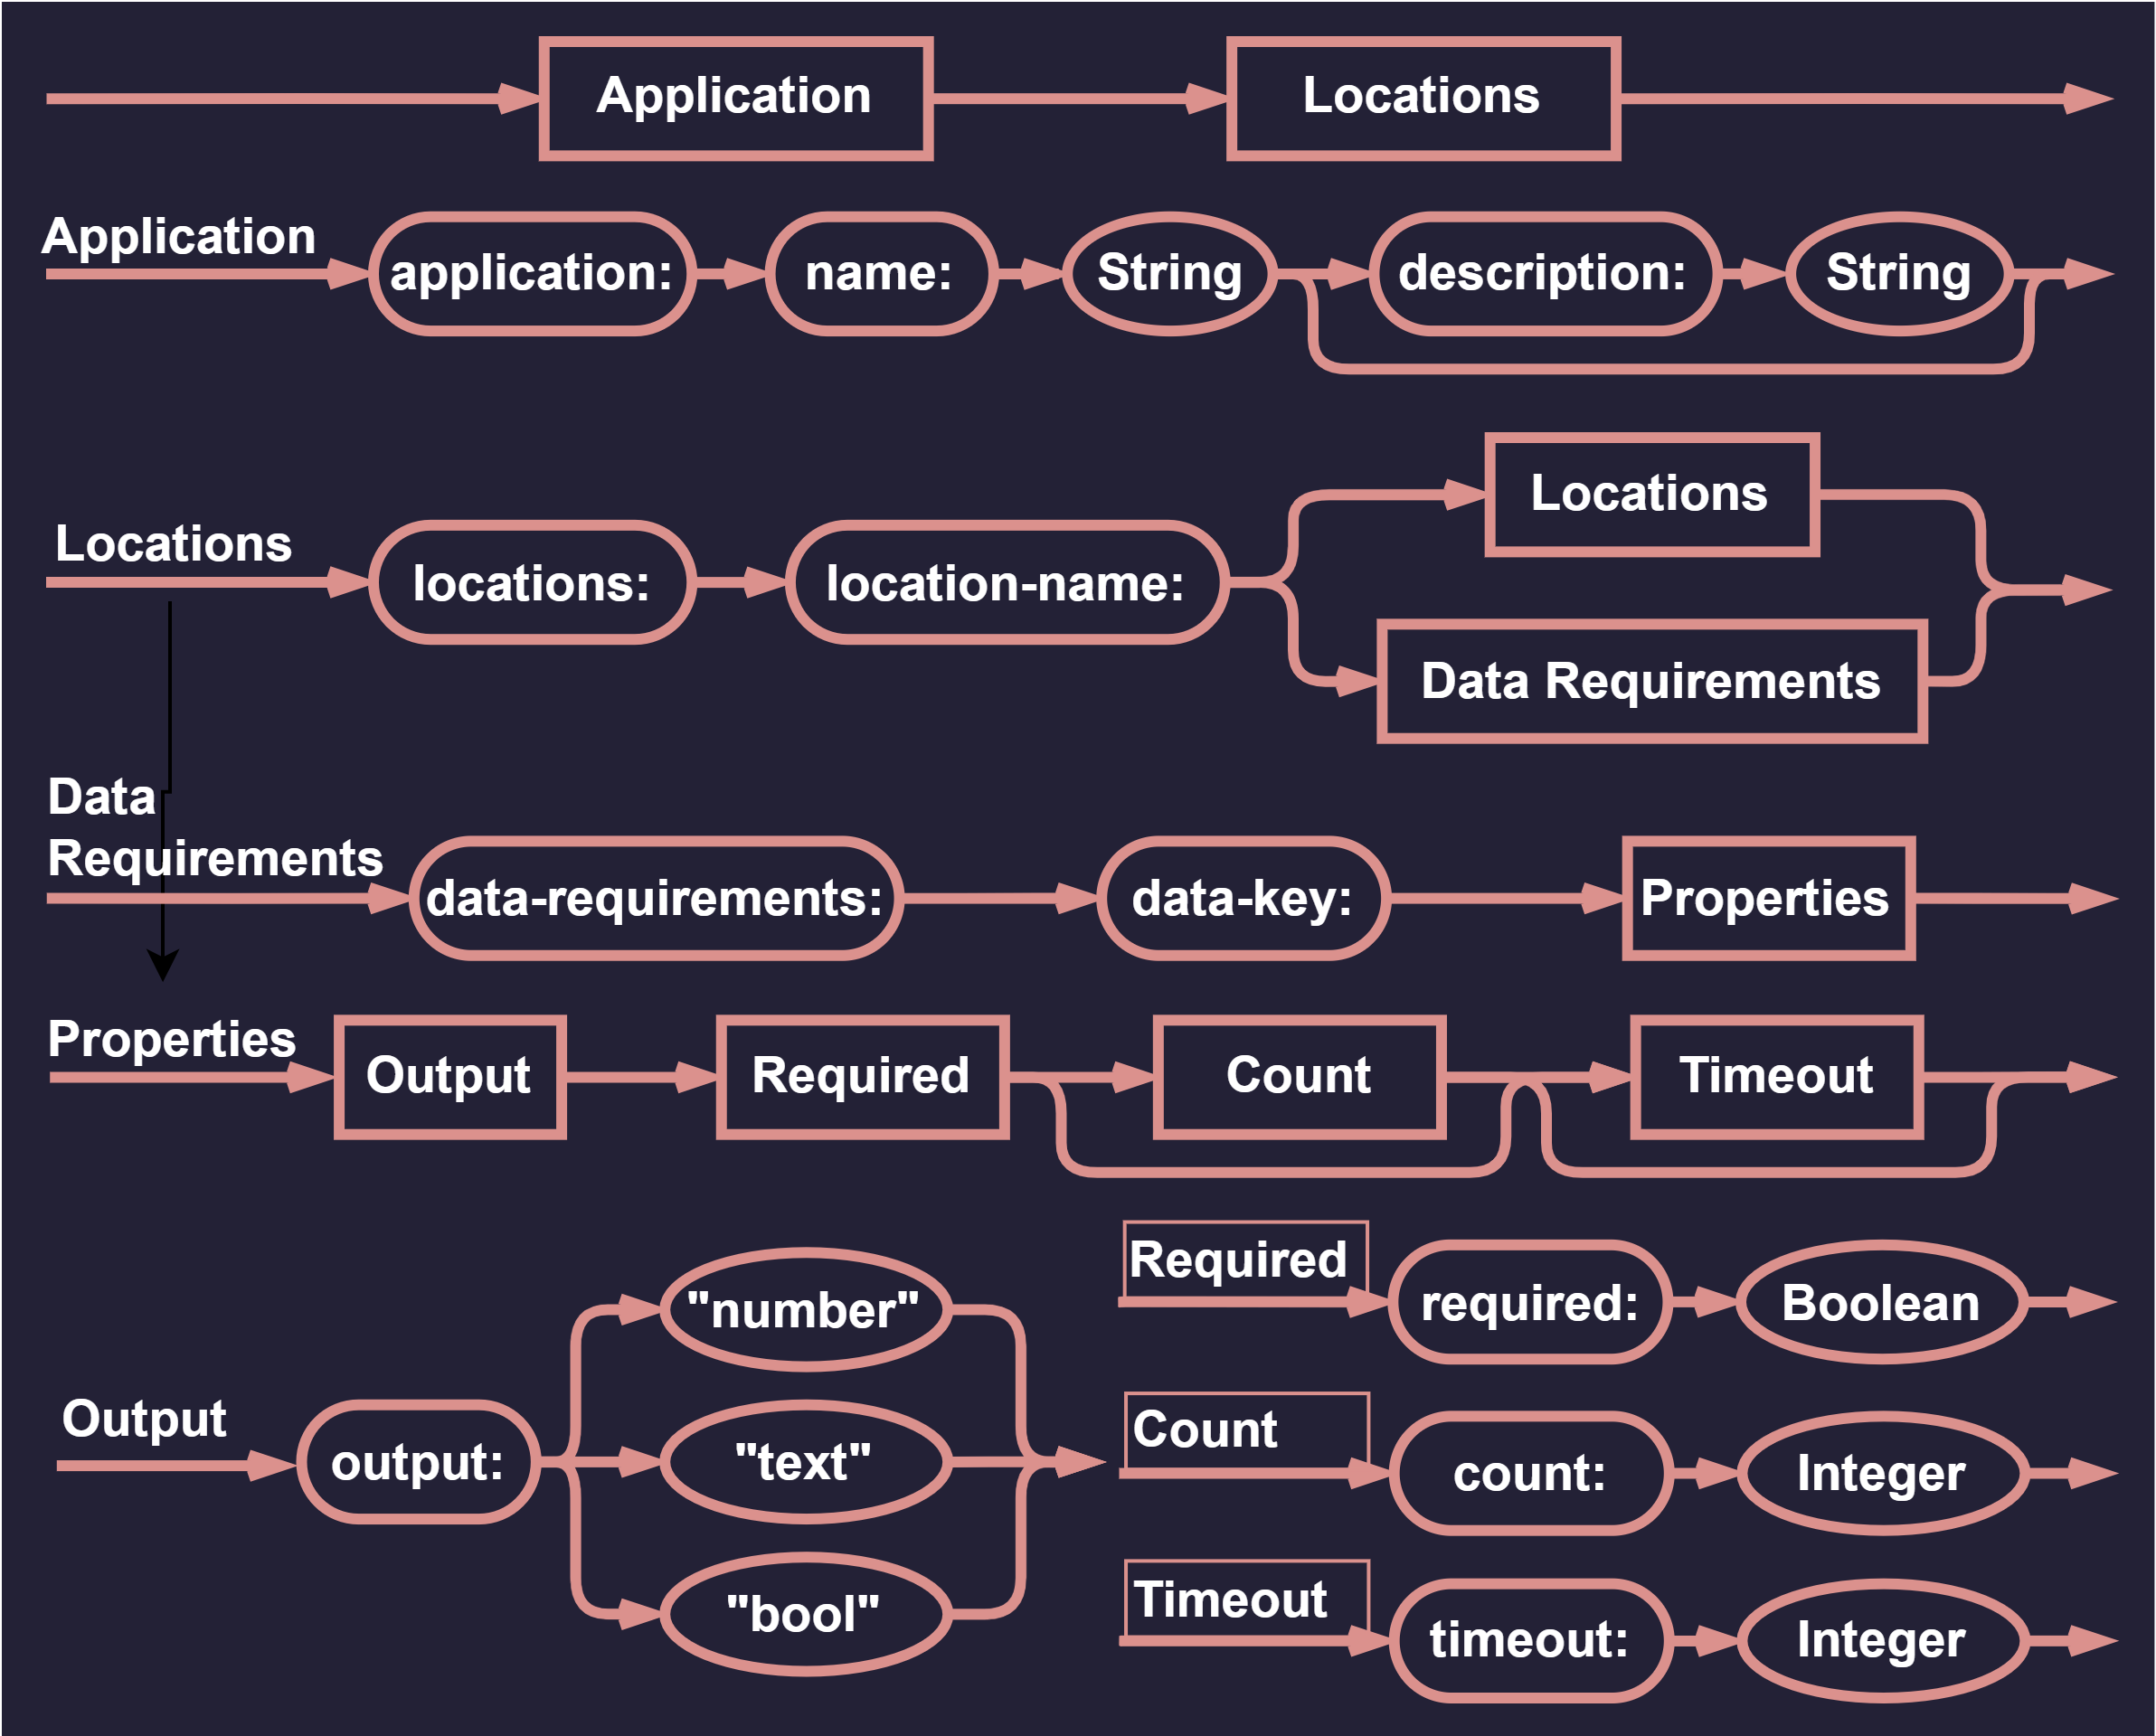 Application
Locations
Application
application:
name:
String
description:
String
Locations
locations:
location-name:
Locations
Data Requirements
Data
Requirements
data-requirements:
data-key:
Properties
Properties
Output
Required
Count
Timeout
Output
output:
"number"
"text"
"bool"
Required
required:
Boolean
Count
count:
Integer
Timeout
timeout:
Integer